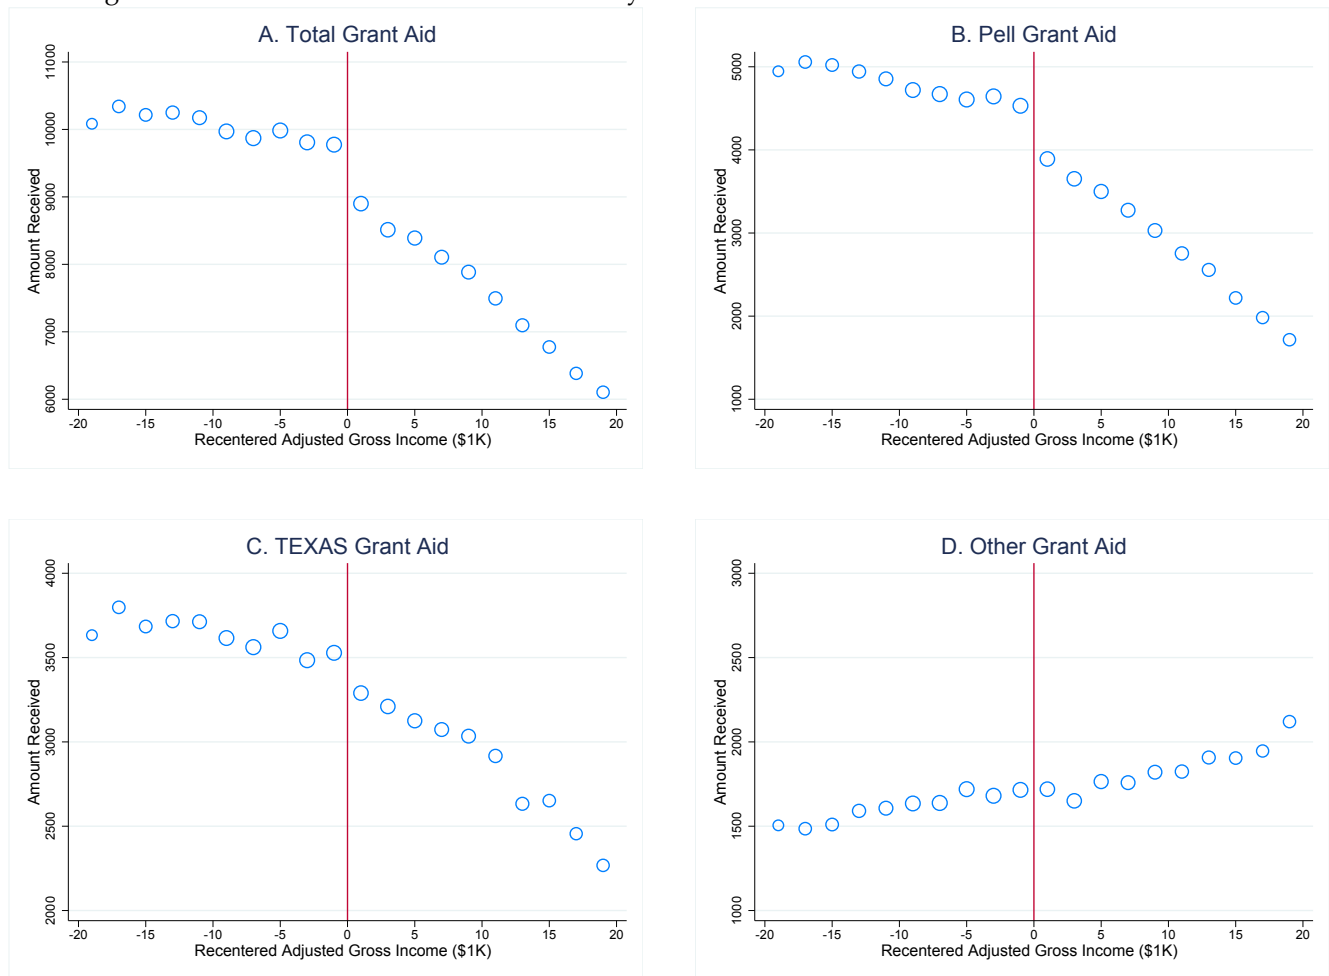 A. Total Grant Aid
Amount Received
11000
10000
9000
8000
7000
6000
-20 -15 -10 -5 0 5 10 15 20
Recentered Adjusted Gross Income ($1K)
B. Pell Grant Aid
Amount Received
5000
4000
3000
2000
1000
-20 -15 -10 -5 0 5 10 15 20
Recentered Adjusted Gross Income ($1K)
C. TEXAS Grant Aid
Amount Received
4000
3500
3000
2500
2000
-20 -15 -10 -5 0 5 10 15 20
Recentered Adjusted Gross Income ($1K)
D. Other Grant Aid
Amount Received
3000
2500
2000
1500
1000
-20 -15 -10 -5 0 5 10 15 20
Recentered Adjusted Gross Income ($1K)